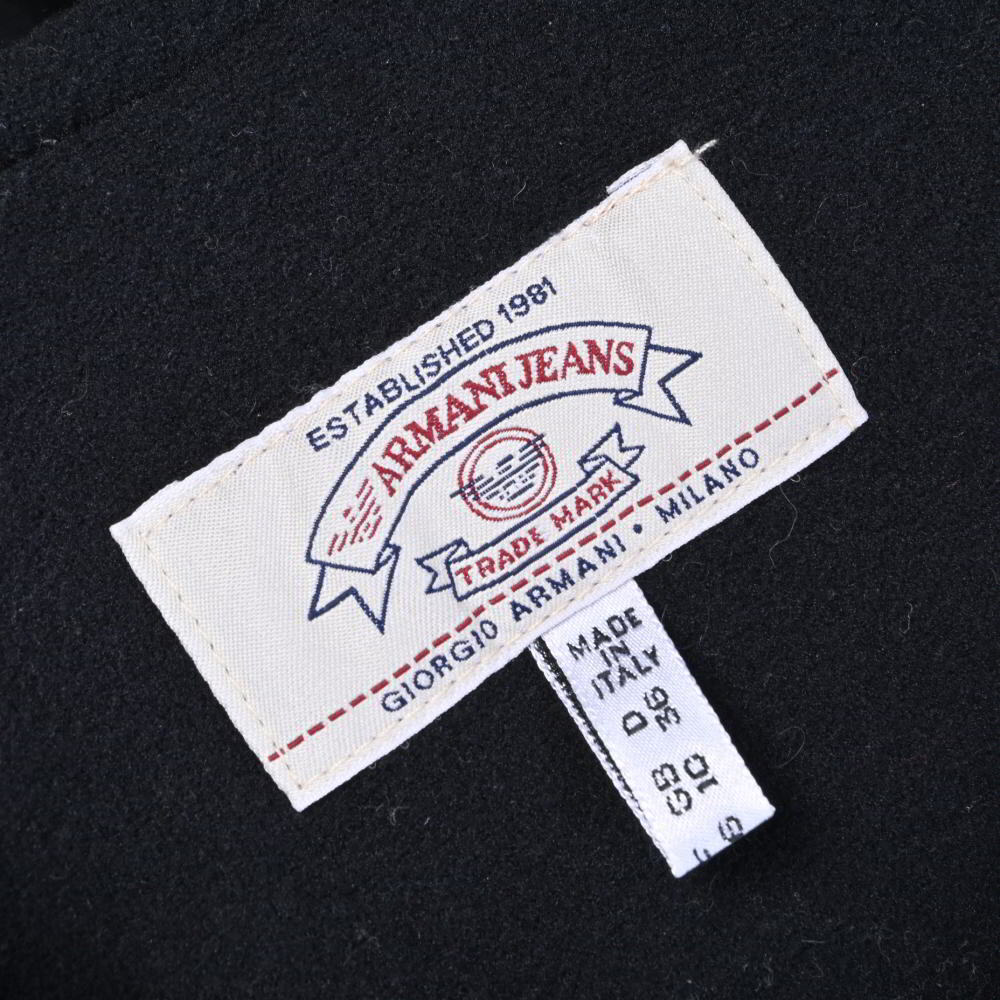 ESTABLISHED 1981
ARMANI JEANS
TRADE MARK
GIORGIO ARMANI • MILANO
MADE
IN
ITALY
D
36
GB
10